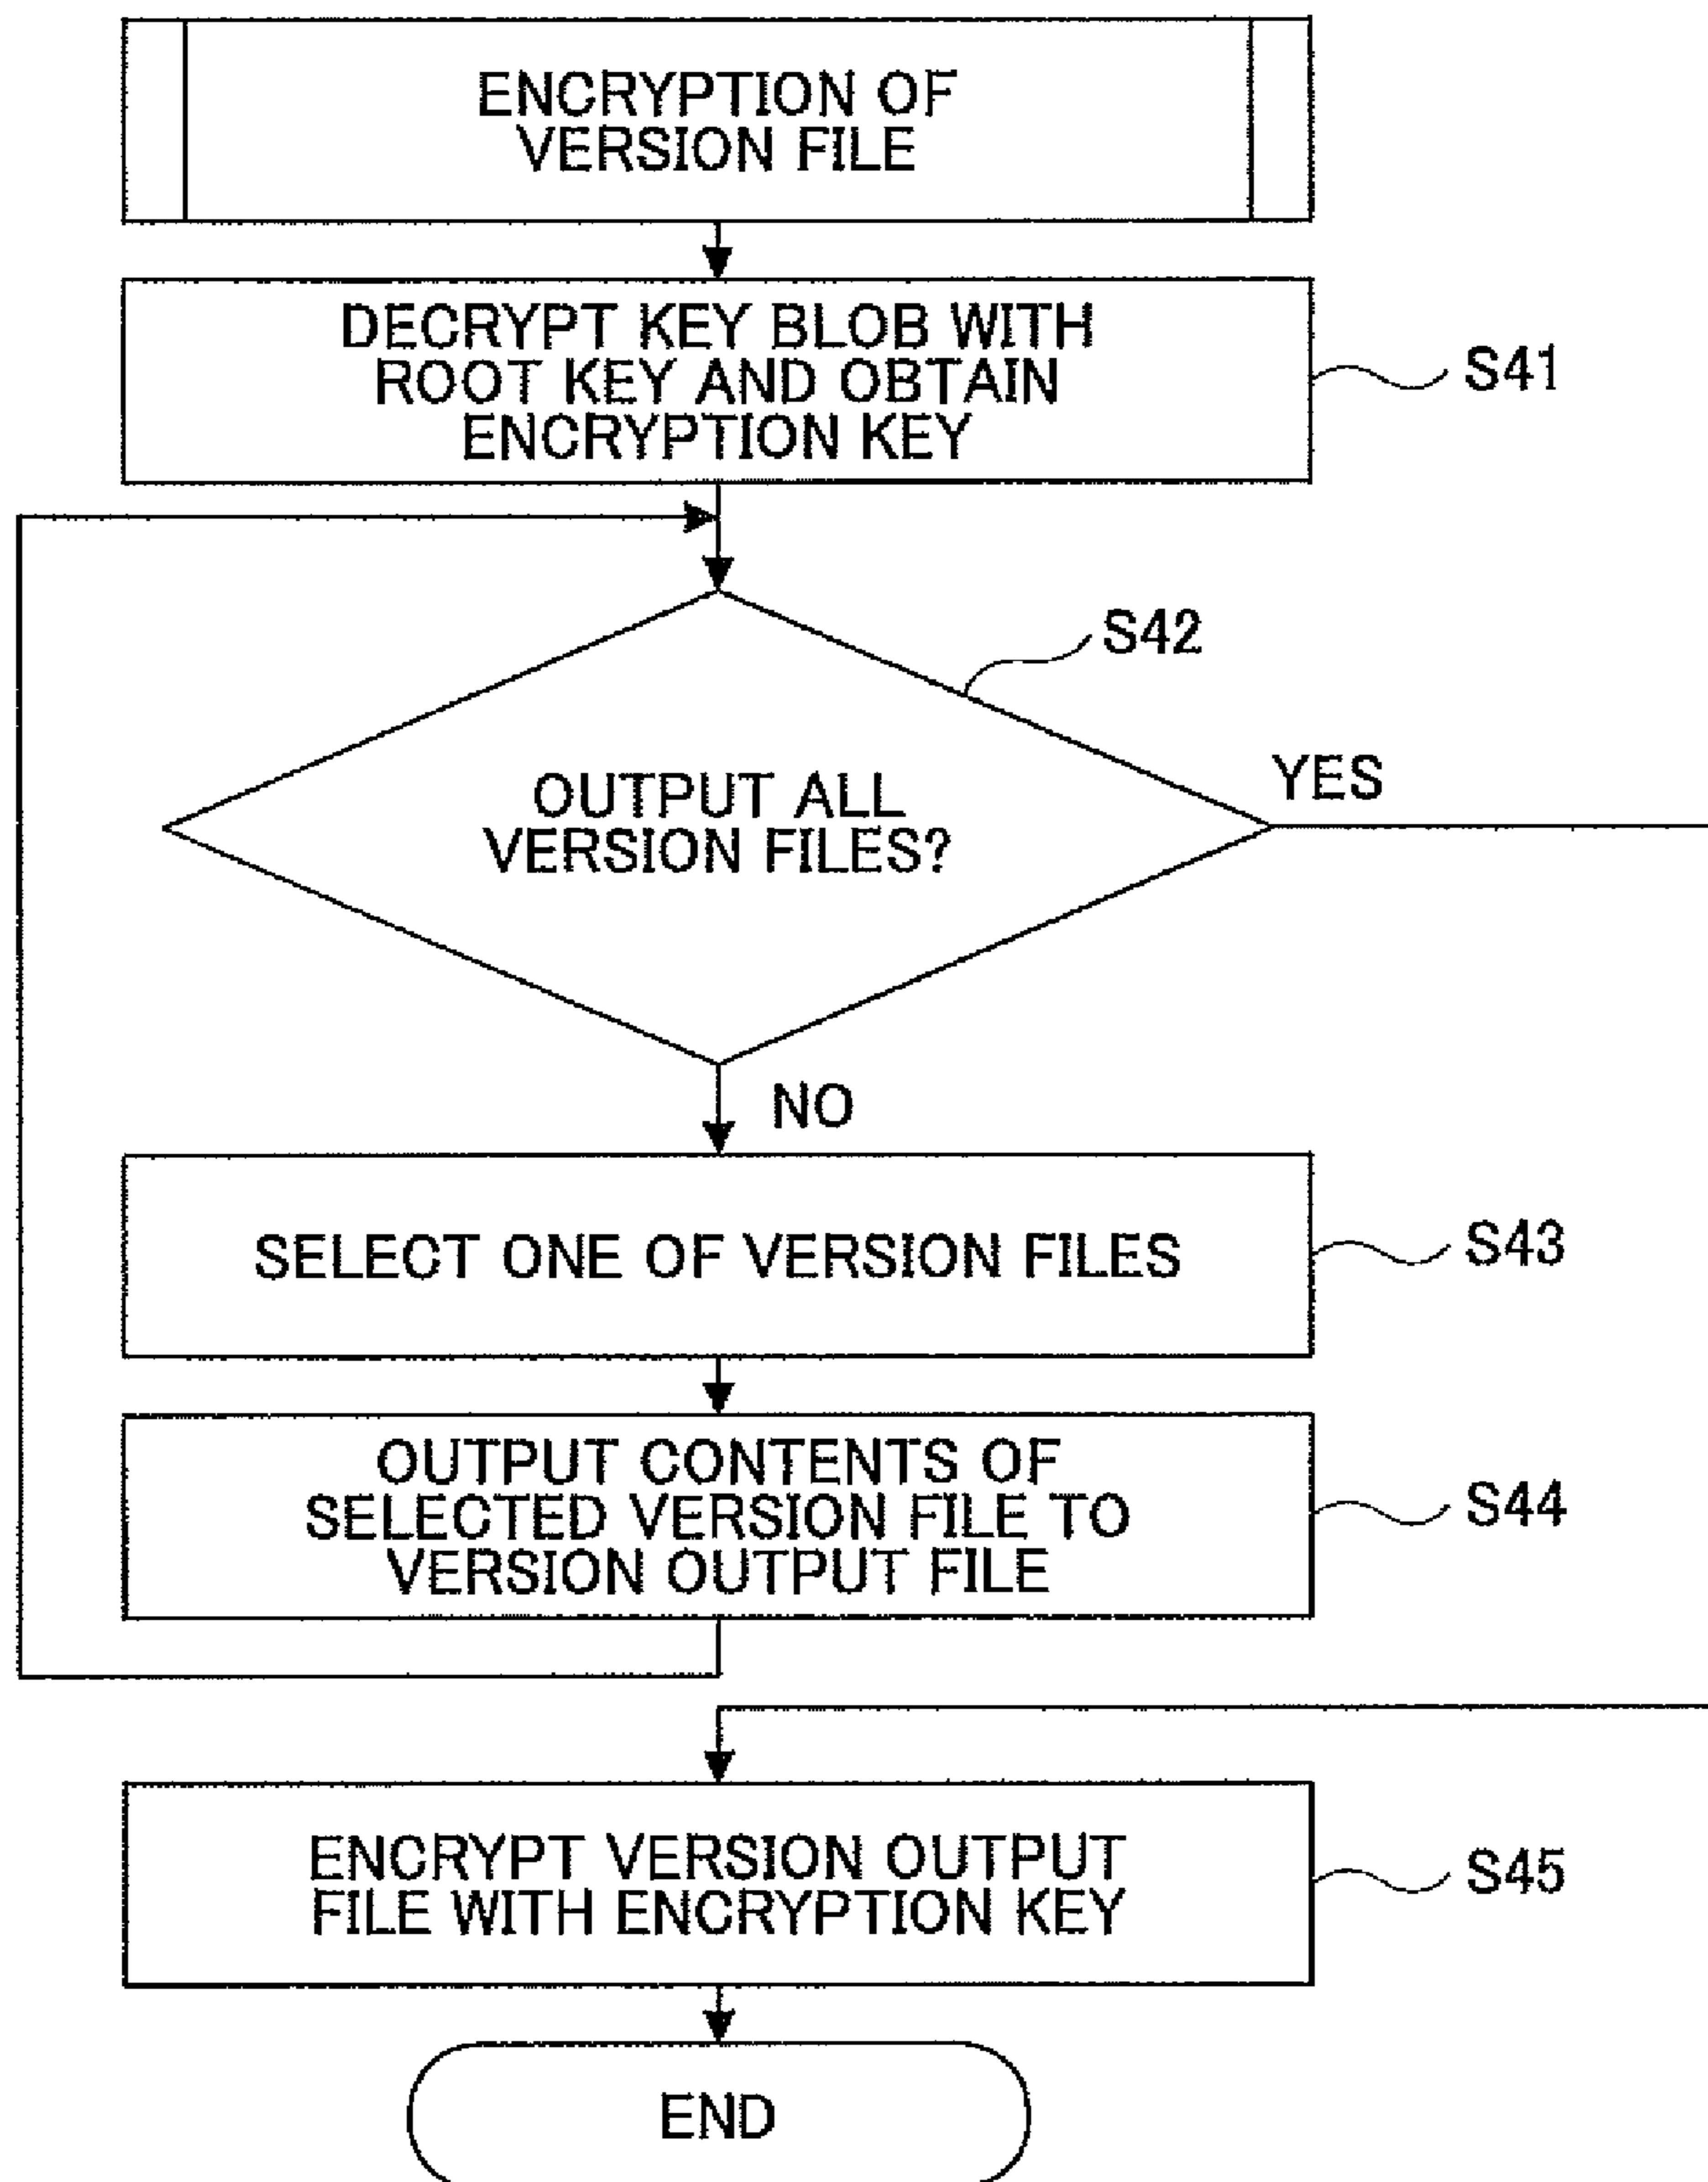 ENCRYPTION OF
VERSION FILE
DECRYPT KEY BLOB WITH
ROOT KEY AND OBTAIN
ENCRYPTION KEY
S41
S42
OUTPUT ALL
VERSION FILES?
YES
NO
SELECT ONE OF VERSION FILES
S43
OUTPUT CONTENTS OF
SELECTED VERSION FILE TO
VERSION OUTPUT FILE
S44
ENCRYPT VERSION OUTPUT
FILE WITH ENCRYPTION KEY
S45
END